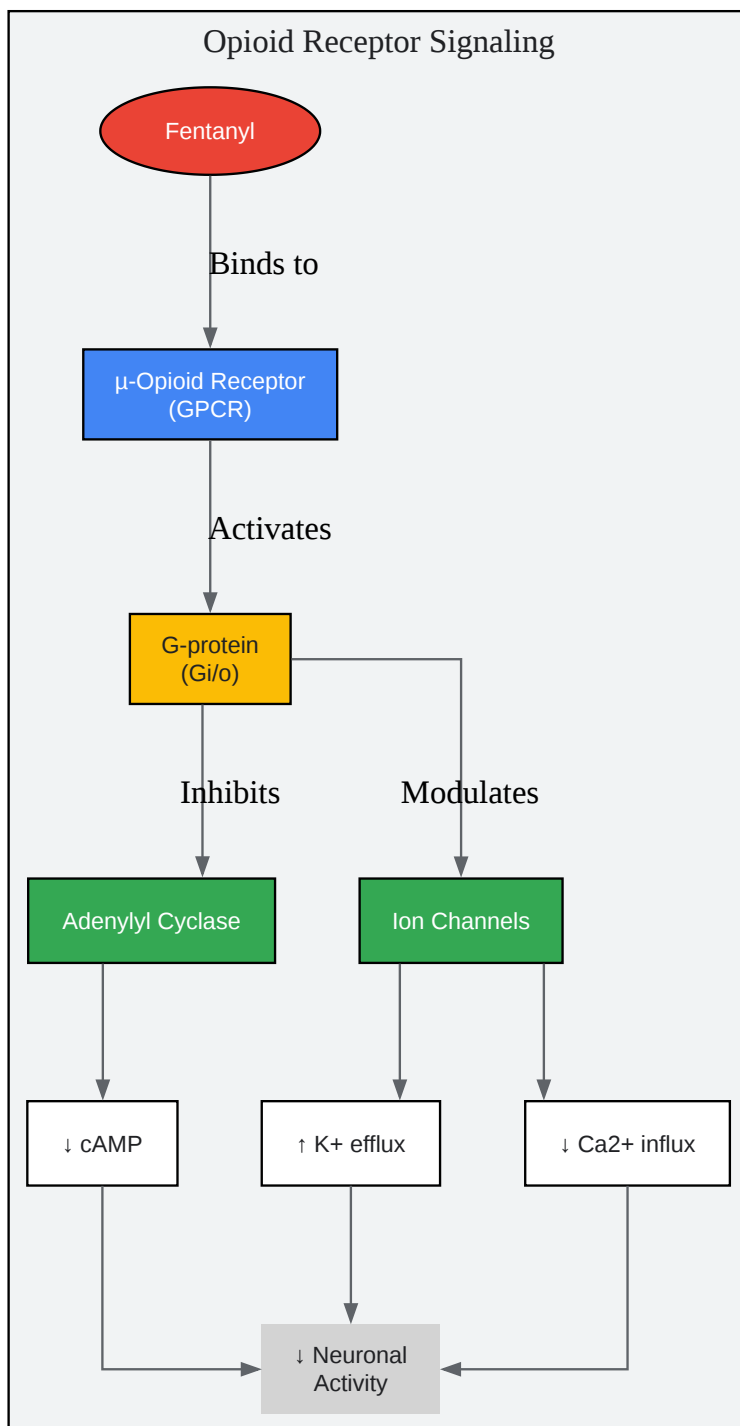 Opioid Receptor Signaling
Fentanyl
Binds to
µ-Opioid Receptor
(GPCR)
Activates
G-protein
(Gi/o)
Inhibits
Modulates
Adenylyl Cyclase
Ion Channels
↓ cAMP
↑ K+ efflux
↓ Ca2+ influx
↓ Neuronal
Activity